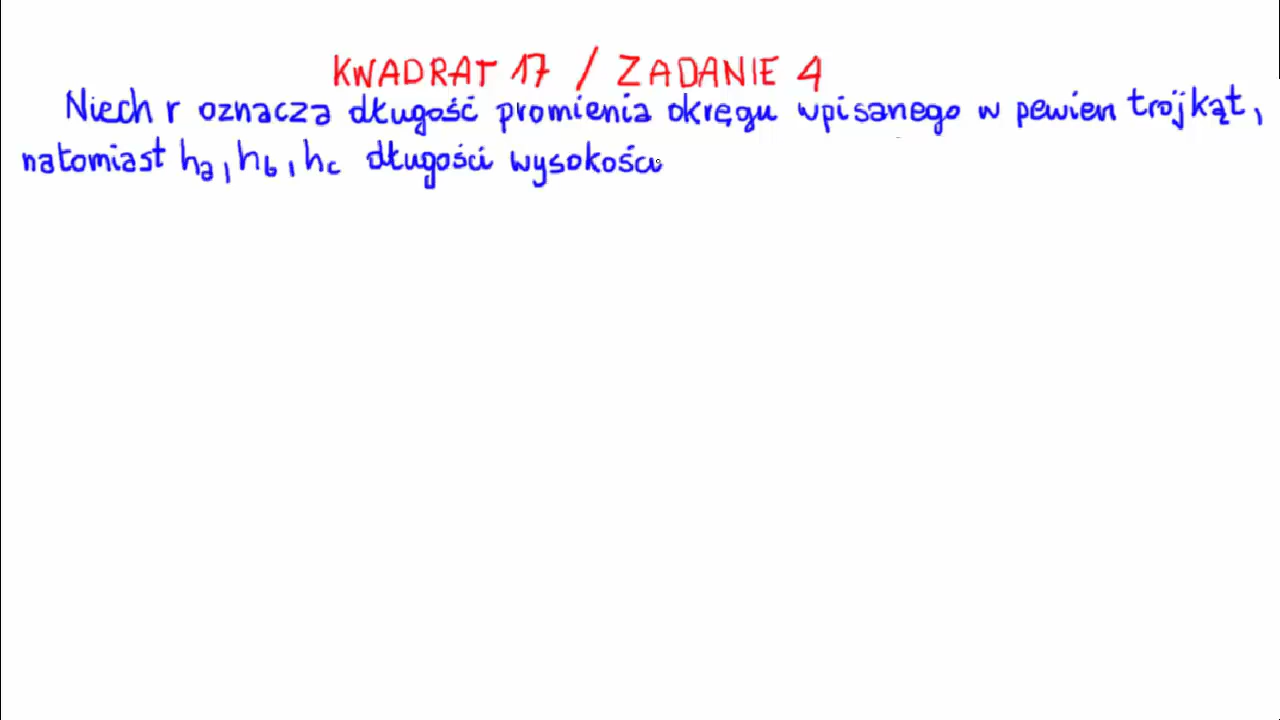 KWADRAT 17 / ZADANIE 4
Niech r oznacza długość promienia okręgu wpisanego w pewien trójkąt,
natomiast ha, hb, hc długości wysokości